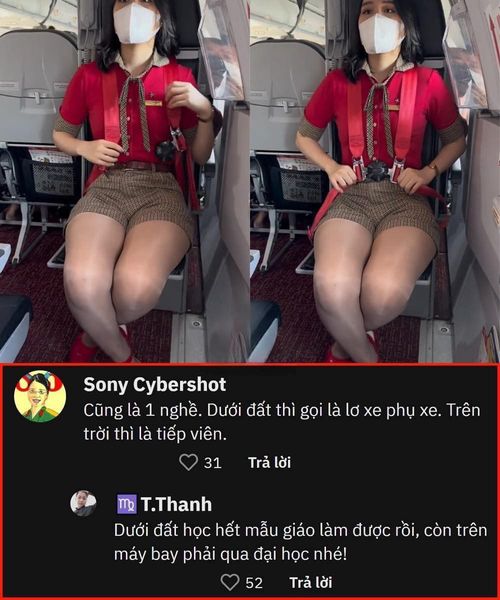 Sony Cybershot
Cũng là 1 nghề. Dưới đất thì gọi là lơ xe phụ xe. Trên
trời thì là tiếp viên.
31 Trả lời
♍ T.Thanh
Dưới đất học hết mẫu giáo làm được rồi, còn trên
máy bay phải qua đại học nhé!
52 Trả lời